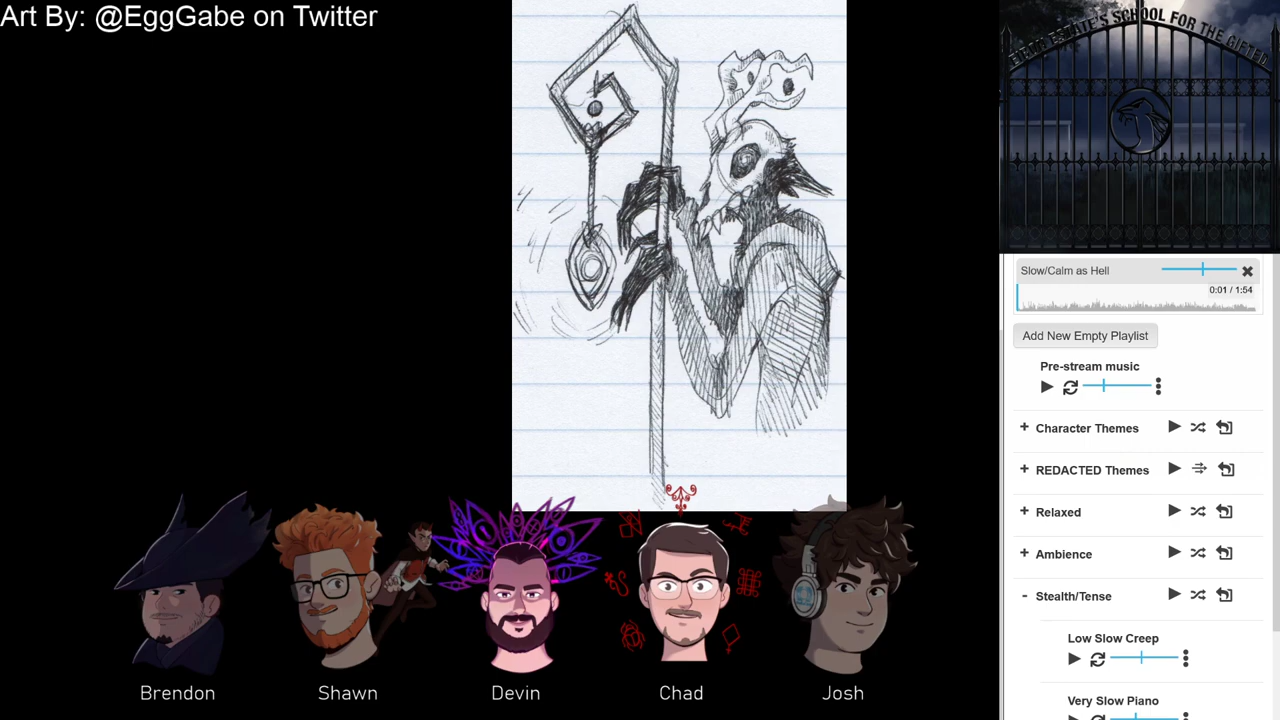 Art By: @EggGabe on Twitter
ESTATE'S SCHOOL FOR THE GIFTED
Slow/Calm as Hell
0:01 / 1:54
Add New Empty Playlist
Pre-stream music
+ Character Themes
+ REDACTED Themes
+ Relaxed
+ Ambience
- Stealth/Tense
Low Slow Creep
Very Slow Piano
Brendon
Shawn
Devin
Chad
Josh